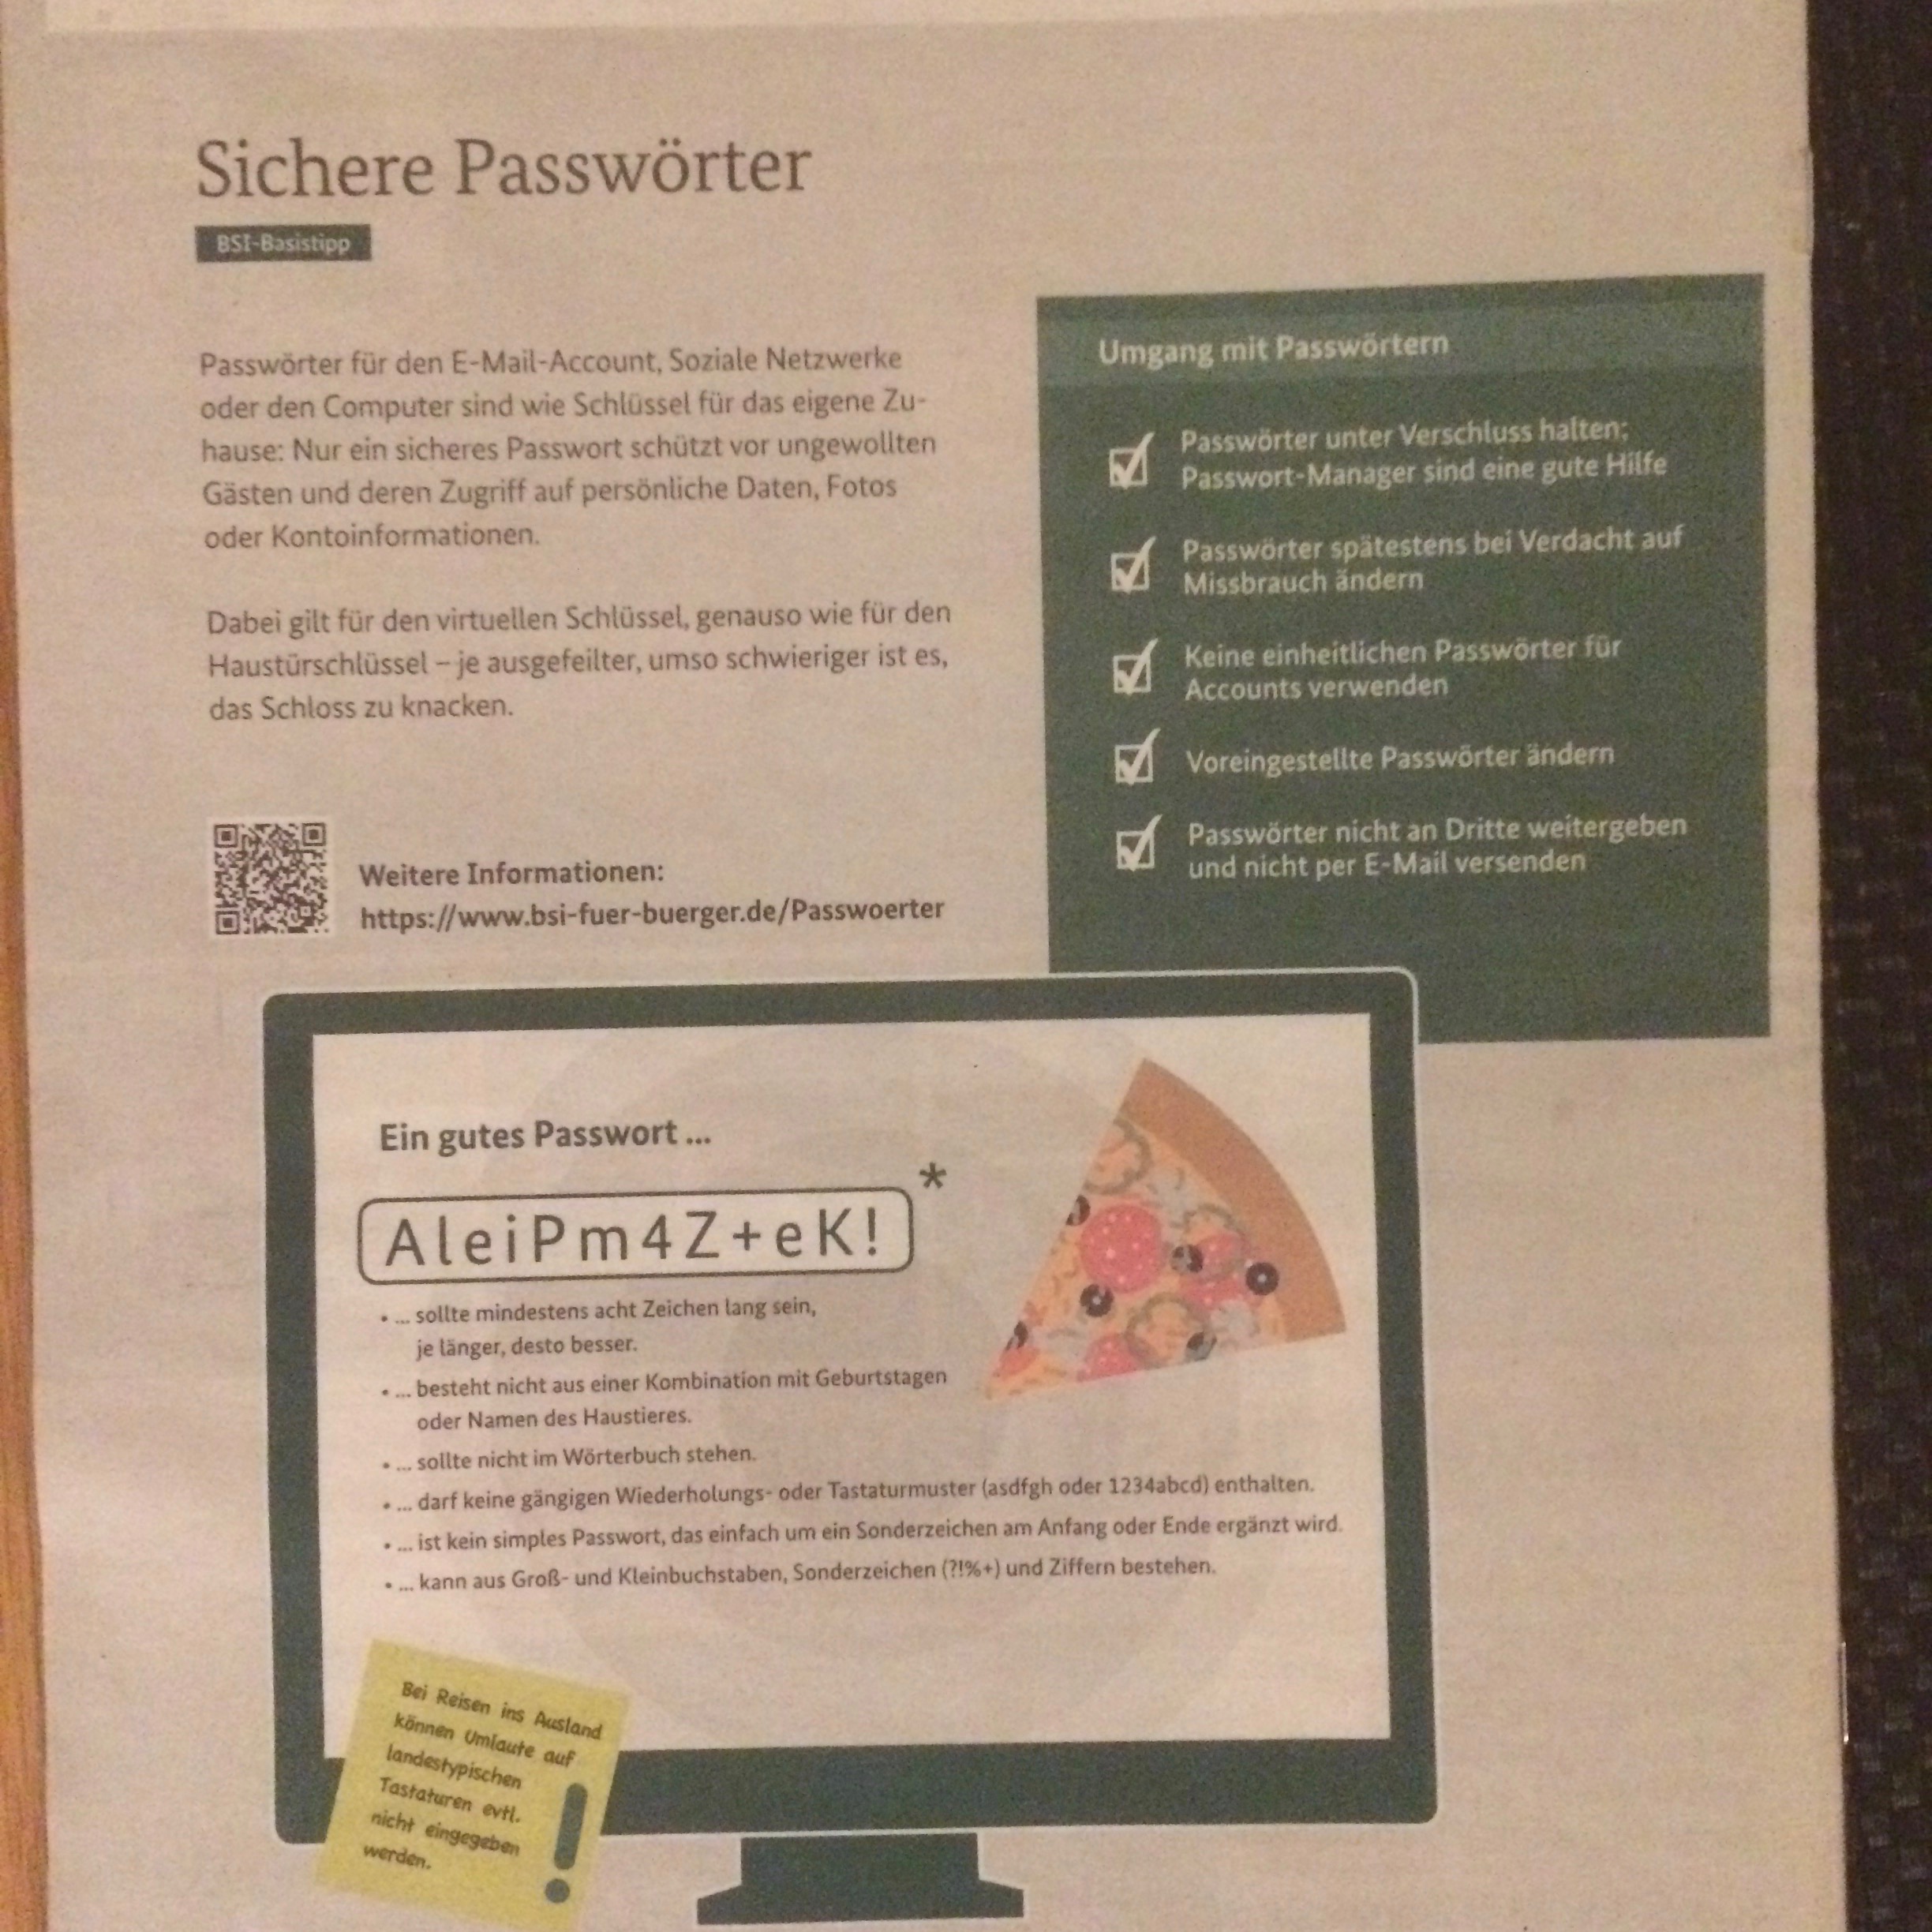 Sichere Passwörter
BSI-Basistipp
Passwörter für den E-Mail-Account, Soziale Netzwerke
oder den Computer sind wie Schlüssel für das eigene Zu-
hause: Nur ein sicheres Passwort schützt vor ungewollten
Gästen und deren Zugriff auf persönliche Daten, Fotos
oder Kontoinformationen.
Dabei gilt für den virtuellen Schlüssel, genauso wie für den
Haustürschlüssel – je ausgefeilter, umso schwieriger ist es,
das Schloss zu knacken.
Weitere Informationen:
https://www.bsi-fuer-buerger.de/Passwoerter
Umgang mit Passwörtern
Passwörter unter Verschluss halten;
Passwort-Manager sind eine gute Hilfe
Passwörter spätestens bei Verdacht auf
Missbrauch ändern
Keine einheitlichen Passwörter für
Accounts verwenden
Voreingestellte Passwörter ändern
Passwörter nicht an Dritte weitergeben
und nicht per E-Mail versenden
Ein gutes Passwort ...
AleiPm4Z+eK! *
• ... sollte mindestens acht Zeichen lang sein,
je länger, desto besser.
• ... besteht nicht aus einer Kombination mit Geburtstagen
oder Namen des Haustieres.
• ... sollte nicht im Wörterbuch stehen.
• ... darf keine gängigen Wiederholungs- oder Tastaturmuster (asdfgh oder 1234abcd) enthalten.
• ... ist kein simples Passwort, das einfach um ein Sonderzeichen am Anfang oder Ende ergänzt wird.
• ... kann aus Groß- und Kleinbuchstaben, Sonderzeichen (?!%+) und Ziffern bestehen.
Bei Reisen ins Ausland
können Umlaute auf
landestypischen
Tastaturen evtl.
nicht eingegeben
werden.
!